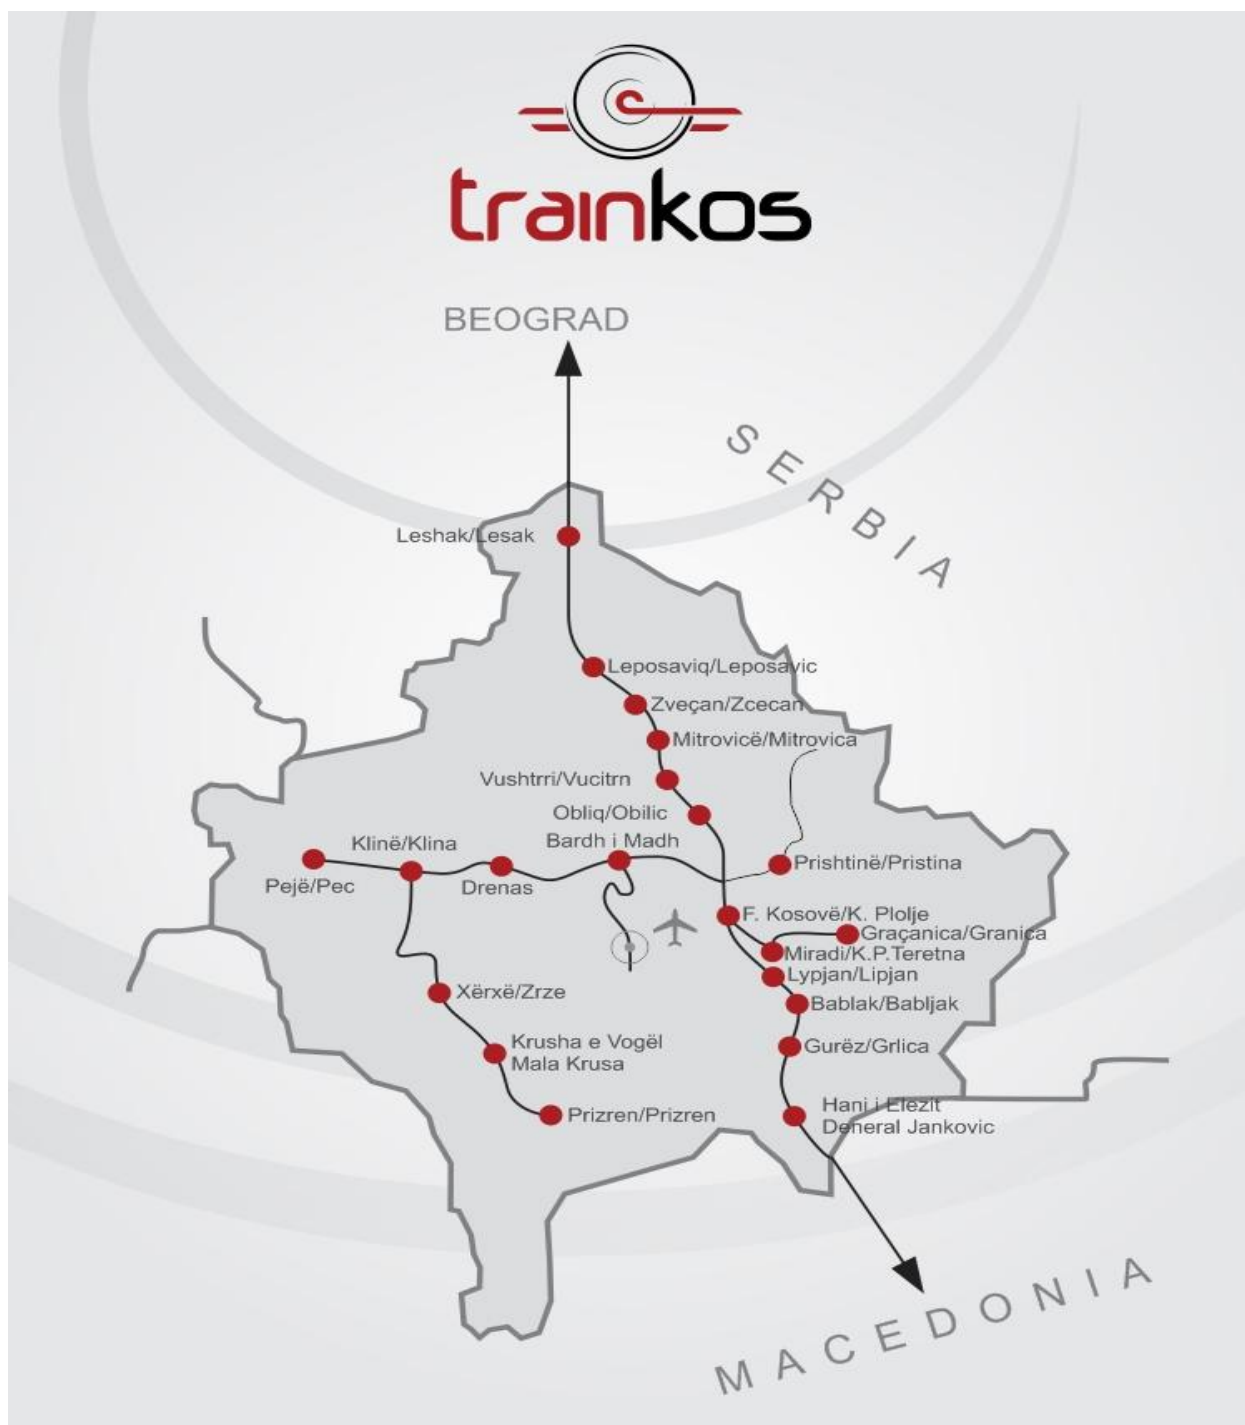 trainkos
BEOGRAD
SERBIA
Leshak/Lesak
Leposaviq/Leposavic
Zveçan/Zcecan
Mitrovicë/Mitrovica
Vushtrri/Vucitrn
Obliq/Obilic
Bardh i Madh
Klinë/Klina
Pejë/Pec
Drenas
Prishtinë/Pristina
F. Kosovë/K. Plolje
Graçanica/Granica
Miradi/K.P.Teretna
Lypjan/Lipjan
Bablak/Babljak
Xërxë/Zrze
Gurëz/Grlica
Krusha e Vogël
Mala Krusa
Prizren/Prizren
Hani i Elezit
Deneral Jankovic
MACEDONIA